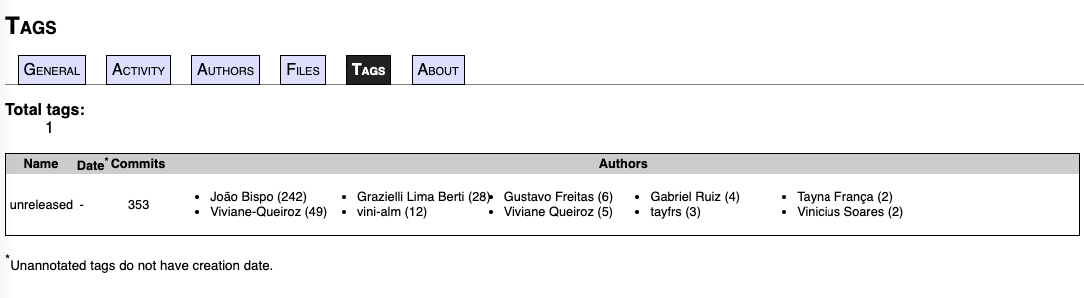 Tags
General Activity Authors Files Tags About
Total tags:
1
Name Date* Commits Authors
unreleased - 353
• João Bispo (242) • Grazielli Lima Berti (28) • Gustavo Freitas (6) • Gabriel Ruiz (4) • Tayna França (2)
• Viviane-Queiroz (49) • vini-alm (12) • Viviane Queiroz (5) • tayfrs (3) • Vinicius Soares (2)
*Unannotated tags do not have creation date.